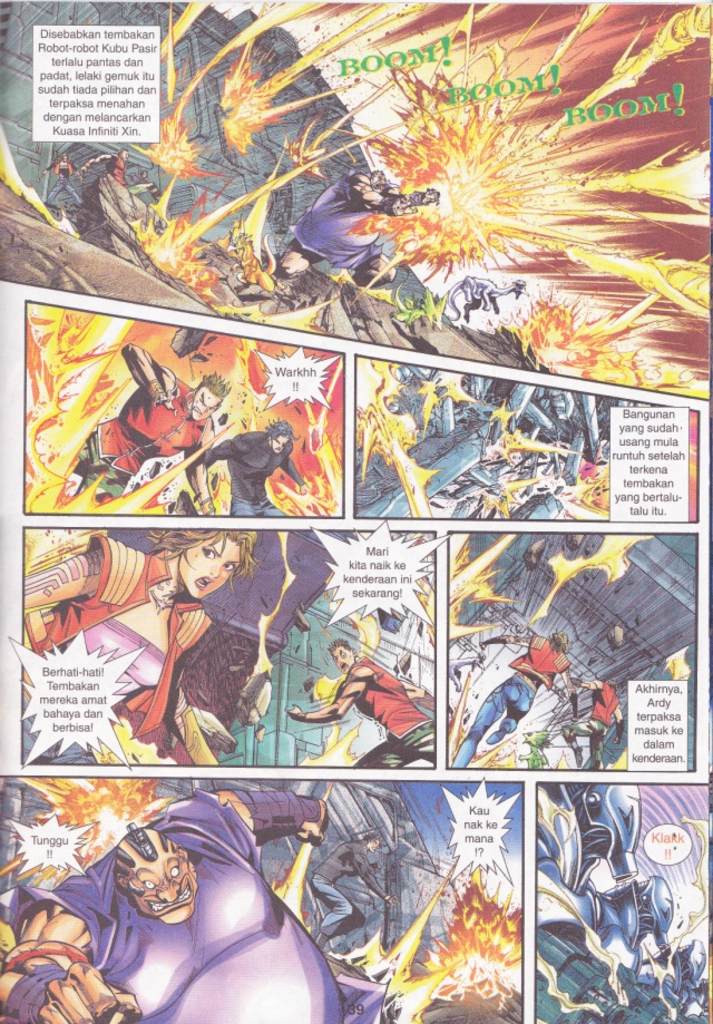 Disebabkan tembakan
Robot-robot Kubu Pasir
terlalu pantas dan
padat, lelaki gemuk itu
sudah tiada pilihan dan
terpaksa menahan
dengan melancarkan
Kuasa Infiniti Xin.
BOOM!
BOOM!
BOOM!
Warkhh
!!
Bangunan
yang sudah
usang mula
runtuh setelah
terkena
tembakan
yang bertalu-
talu itu.
Mari
kita naik ke
kenderaan ini
sekarang!
Berhati-hati!
Tembakan
mereka amat
bahaya dan
berbisa!
Akhirnya,
Ardy
terpaksa
masuk ke
dalam
kenderaan.
Tunggu
!!
Kau
nak ke
mana
!?
Klakk
!!
39